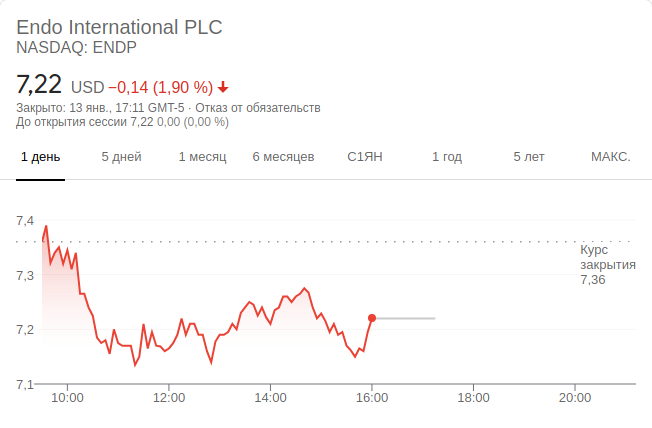 Endo International PLC
NASDAQ: ENDP
7,22 USD −0,14 (1,90 %)
Закрыто: 13 янв., 17:11 GMT-5 · Отказ от обязательств
До открытия сессии 7,22 0,00 (0,00 %)
1 день 5 дней 1 месяц 6 месяцев С1ЯН 1 год 5 лет МАКС.
7,4
Курс
закрытия
7,36
7,3
7,2
7,1
10:00 12:00 14:00 16:00 18:00 20:00